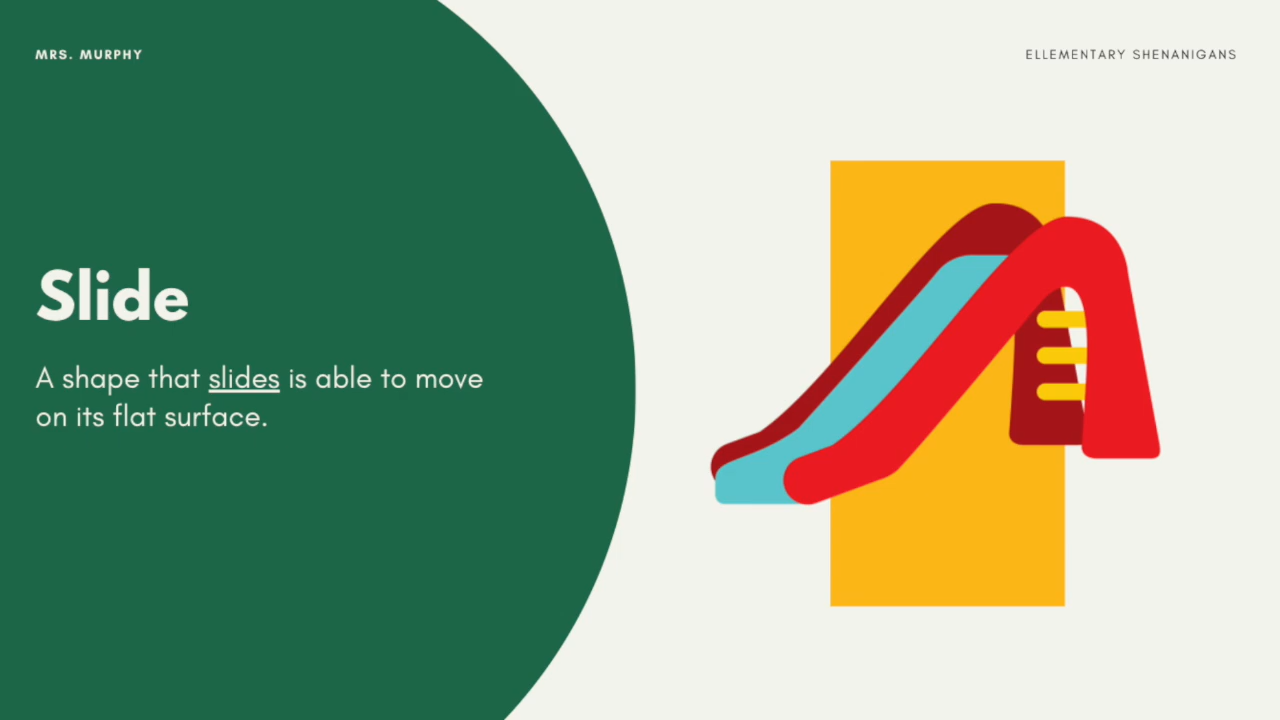 MRS. MURPHY
ELLEMENTARY SHENANIGANS
Slide
A shape that slides is able to move
on its flat surface.